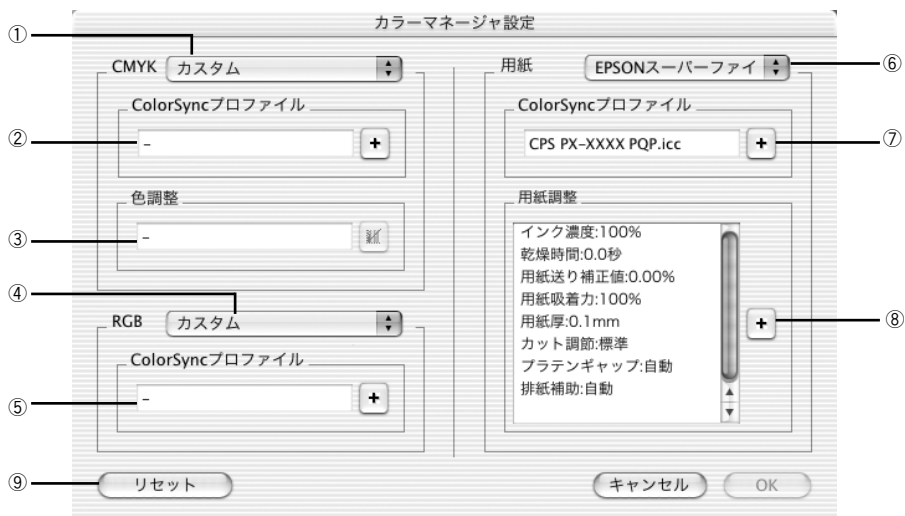 カラーマネージャ設定
① CMYK カスタム
ColorSyncプロファイル
② – +
色調整
③ –
④ RGB カスタム
ColorSyncプロファイル
⑤ – +
用紙 EPSONスーパーファイ ⑥
ColorSyncプロファイル
CPS PX-XXXX PQP.icc + ⑦
用紙調整
インク濃度:100%
乾燥時間:0.0秒
用紙送り補正値:0.00%
用紙吸着力:100%
用紙厚:0.1mm
カット調節:標準
プラテンギャップ:自動
排紙補助:自動
+ ⑧
⑨ リセット キャンセル OK